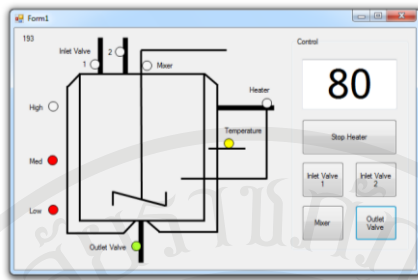 Form1
193
Control
Inlet Valve
1
2
Mixer
80
Heater
High
Temperature
Stop Heater
Med
Inlet Valve
1
Inlet Valve
2
Low
Mixer
Outlet
Valve
Outlet Valve